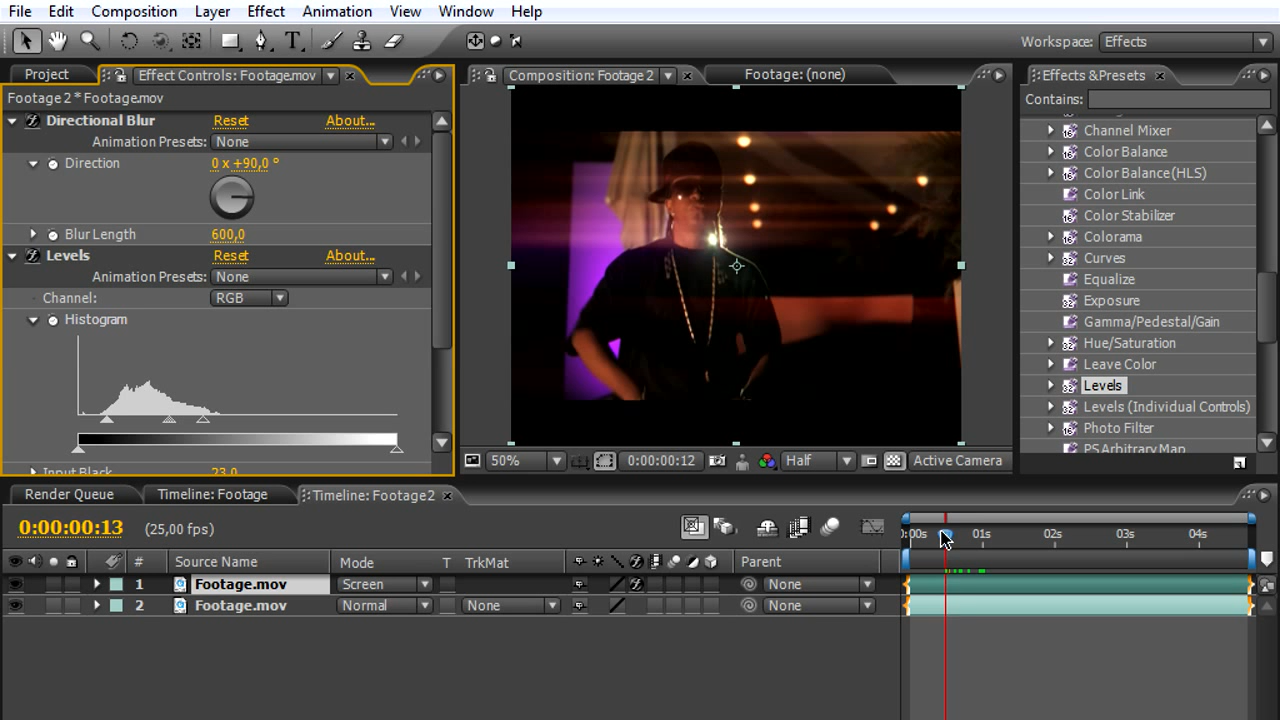 File Edit Composition Layer Effect Animation View Window Help
Workspace: Effects
Project Effect Controls: Footage.mov
Composition: Footage 2 Footage: (none)
Effects & Presets
Footage 2 * Footage.mov
Contains:
Directional Blur Reset About...
Animation Presets: None
Direction 0 x +90,0 °
Blur Length 600,0
Levels Reset About...
Animation Presets: None
Channel: RGB
Histogram
Input Black 23,0
50% 0:00:00:12 Half Active Camera
Channel Mixer
Color Balance
Color Balance (HLS)
Color Link
Color Stabilizer
Colorama
Curves
Equalize
Exposure
Gamma/Pedestal/Gain
Hue/Saturation
Leave Color
Levels
Levels (Individual Controls)
Photo Filter
PS Arbitrary Map
Render Queue Timeline: Footage Timeline: Footage 2
0:00:00:13 (25,00 fps)
0:00s 01s 02s 03s 04s
# Source Name Mode T TrkMat Parent
1 Footage.mov Screen None
2 Footage.mov Normal None None